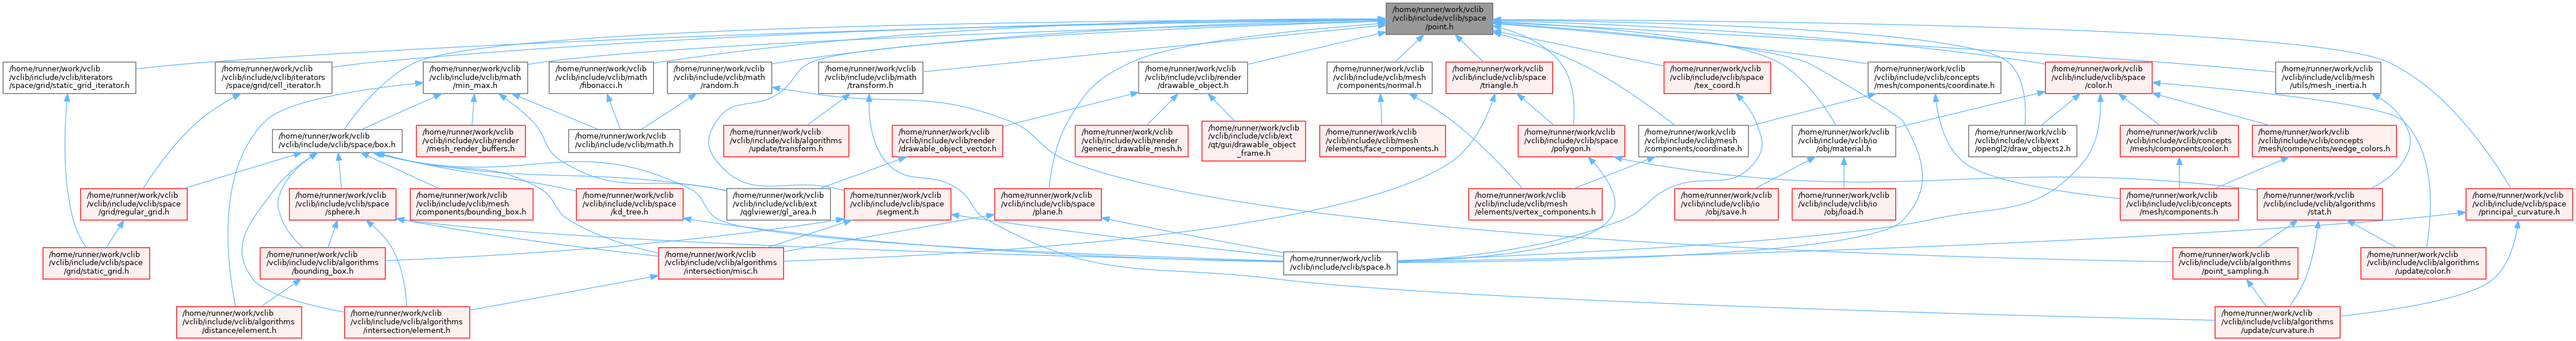 /home/runner/work/vclib
/vclib/include/vclib/space
/point.h
/home/runner/work/vclib
/vclib/include/vclib/iterators
/space/grid/static_grid_iterator.h
/home/runner/work/vclib
/vclib/include/vclib/iterators
/space/grid/cell_iterator.h
/home/runner/work/vclib
/vclib/include/vclib/math
/min_max.h
/home/runner/work/vclib
/vclib/include/vclib/math
/fibonacci.h
/home/runner/work/vclib
/vclib/include/vclib/math
/random.h
/home/runner/work/vclib
/vclib/include/vclib/math
/transform.h
/home/runner/work/vclib
/vclib/include/vclib/render
/drawable_object.h
/home/runner/work/vclib
/vclib/include/vclib/mesh
/components/normal.h
/home/runner/work/vclib
/vclib/include/vclib/space
/triangle.h
/home/runner/work/vclib
/vclib/include/vclib/space
/tex_coord.h
/home/runner/work/vclib
/vclib/include/vclib/concepts
/mesh/components/coordinate.h
/home/runner/work/vclib
/vclib/include/vclib/space
/color.h
/home/runner/work/vclib
/vclib/include/vclib/mesh
/utils/mesh_inertia.h
/home/runner/work/vclib
/vclib/include/vclib/space/box.h
/home/runner/work/vclib
/vclib/include/vclib/render
/mesh_render_buffers.h
/home/runner/work/vclib
/vclib/include/vclib/math.h
/home/runner/work/vclib
/vclib/include/vclib/algorithms
/update/transform.h
/home/runner/work/vclib
/vclib/include/vclib/render
/drawable_object_vector.h
/home/runner/work/vclib
/vclib/include/vclib/render
/generic_drawable_mesh.h
/home/runner/work/vclib
/vclib/include/vclib/ext
/qt/gui/drawable_object
_frame.h
/home/runner/work/vclib
/vclib/include/vclib/mesh
/elements/face_components.h
/home/runner/work/vclib
/vclib/include/vclib/space
/polygon.h
/home/runner/work/vclib
/vclib/include/vclib/mesh
/components/coordinate.h
/home/runner/work/vclib
/vclib/include/vclib/io
/obj/material.h
/home/runner/work/vclib
/vclib/include/vclib/ext
/opengl2/draw_objects2.h
/home/runner/work/vclib
/vclib/include/vclib/concepts
/mesh/components/color.h
/home/runner/work/vclib
/vclib/include/vclib/concepts
/mesh/components/wedge_colors.h
/home/runner/work/vclib
/vclib/include/vclib/space
/grid/regular_grid.h
/home/runner/work/vclib
/vclib/include/vclib/space
/sphere.h
/home/runner/work/vclib
/vclib/include/vclib/mesh
/components/bounding_box.h
/home/runner/work/vclib
/vclib/include/vclib/space
/kd_tree.h
/home/runner/work/vclib
/vclib/include/vclib/ext
/qglviewer/gl_area.h
/home/runner/work/vclib
/vclib/include/vclib/space
/segment.h
/home/runner/work/vclib
/vclib/include/vclib/space
/plane.h
/home/runner/work/vclib
/vclib/include/vclib/mesh
/elements/vertex_components.h
/home/runner/work/vclib
/vclib/include/vclib/io
/obj/save.h
/home/runner/work/vclib
/vclib/include/vclib/io
/obj/load.h
/home/runner/work/vclib
/vclib/include/vclib/concepts
/mesh/components.h
/home/runner/work/vclib
/vclib/include/vclib/algorithms
/stat.h
/home/runner/work/vclib
/vclib/include/vclib/space
/principal_curvature.h
/home/runner/work/vclib
/vclib/include/vclib/space
/grid/static_grid.h
/home/runner/work/vclib
/vclib/include/vclib/algorithms
/bounding_box.h
/home/runner/work/vclib
/vclib/include/vclib/algorithms
/intersection/misc.h
/home/runner/work/vclib
/vclib/include/vclib/space.h
/home/runner/work/vclib
/vclib/include/vclib/algorithms
/point_sampling.h
/home/runner/work/vclib
/vclib/include/vclib/algorithms
/update/color.h
/home/runner/work/vclib
/vclib/include/vclib/algorithms
/distance/element.h
/home/runner/work/vclib
/vclib/include/vclib/algorithms
/intersection/element.h
/home/runner/work/vclib
/vclib/include/vclib/algorithms
/update/curvature.h